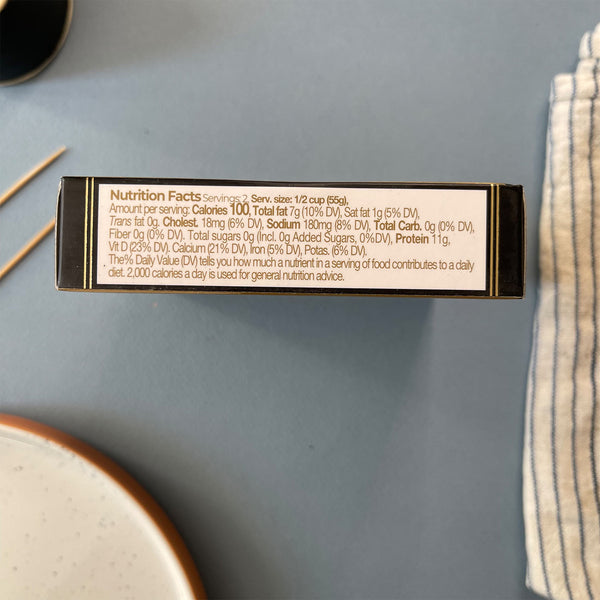 Nutrition Facts Servings: 2, Serv. size: 1/2 cup (55g),
Amount per serving: Calories 100, Total fat 7g (10% DV), Sat fat 1g (5% DV),
Trans fat 0g. Cholest. 18mg (6% DV), Sodium 180mg (8% DV), Total Carb. 0g (0% DV),
Fiber 0g (0% DV). Total sugars 0g (Incl. 0g Added Sugars, 0%DV), Protein 11g,
Vit D (23% DV). Calcium (21% DV), Iron (5% DV), Potas. (6% DV).
The% Daily Value (DV) tells you how much a nutrient in a serving of food contributes to a daily
diet. 2,000 calories a day is used for general nutrition advice.